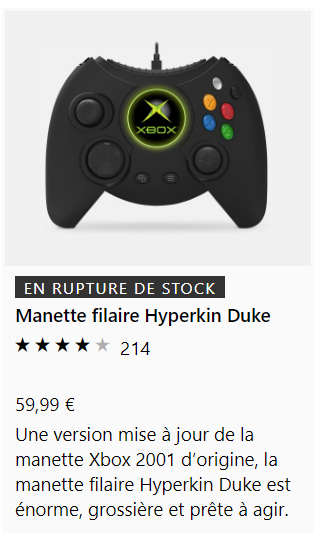 XBOX
EN RUPTURE DE STOCK
Manette filaire Hyperkin Duke
214
59,99 €
Une version mise à jour de la
manette Xbox 2001 d’origine, la
manette filaire Hyperkin Duke est
énorme, grossière et prête à agir.